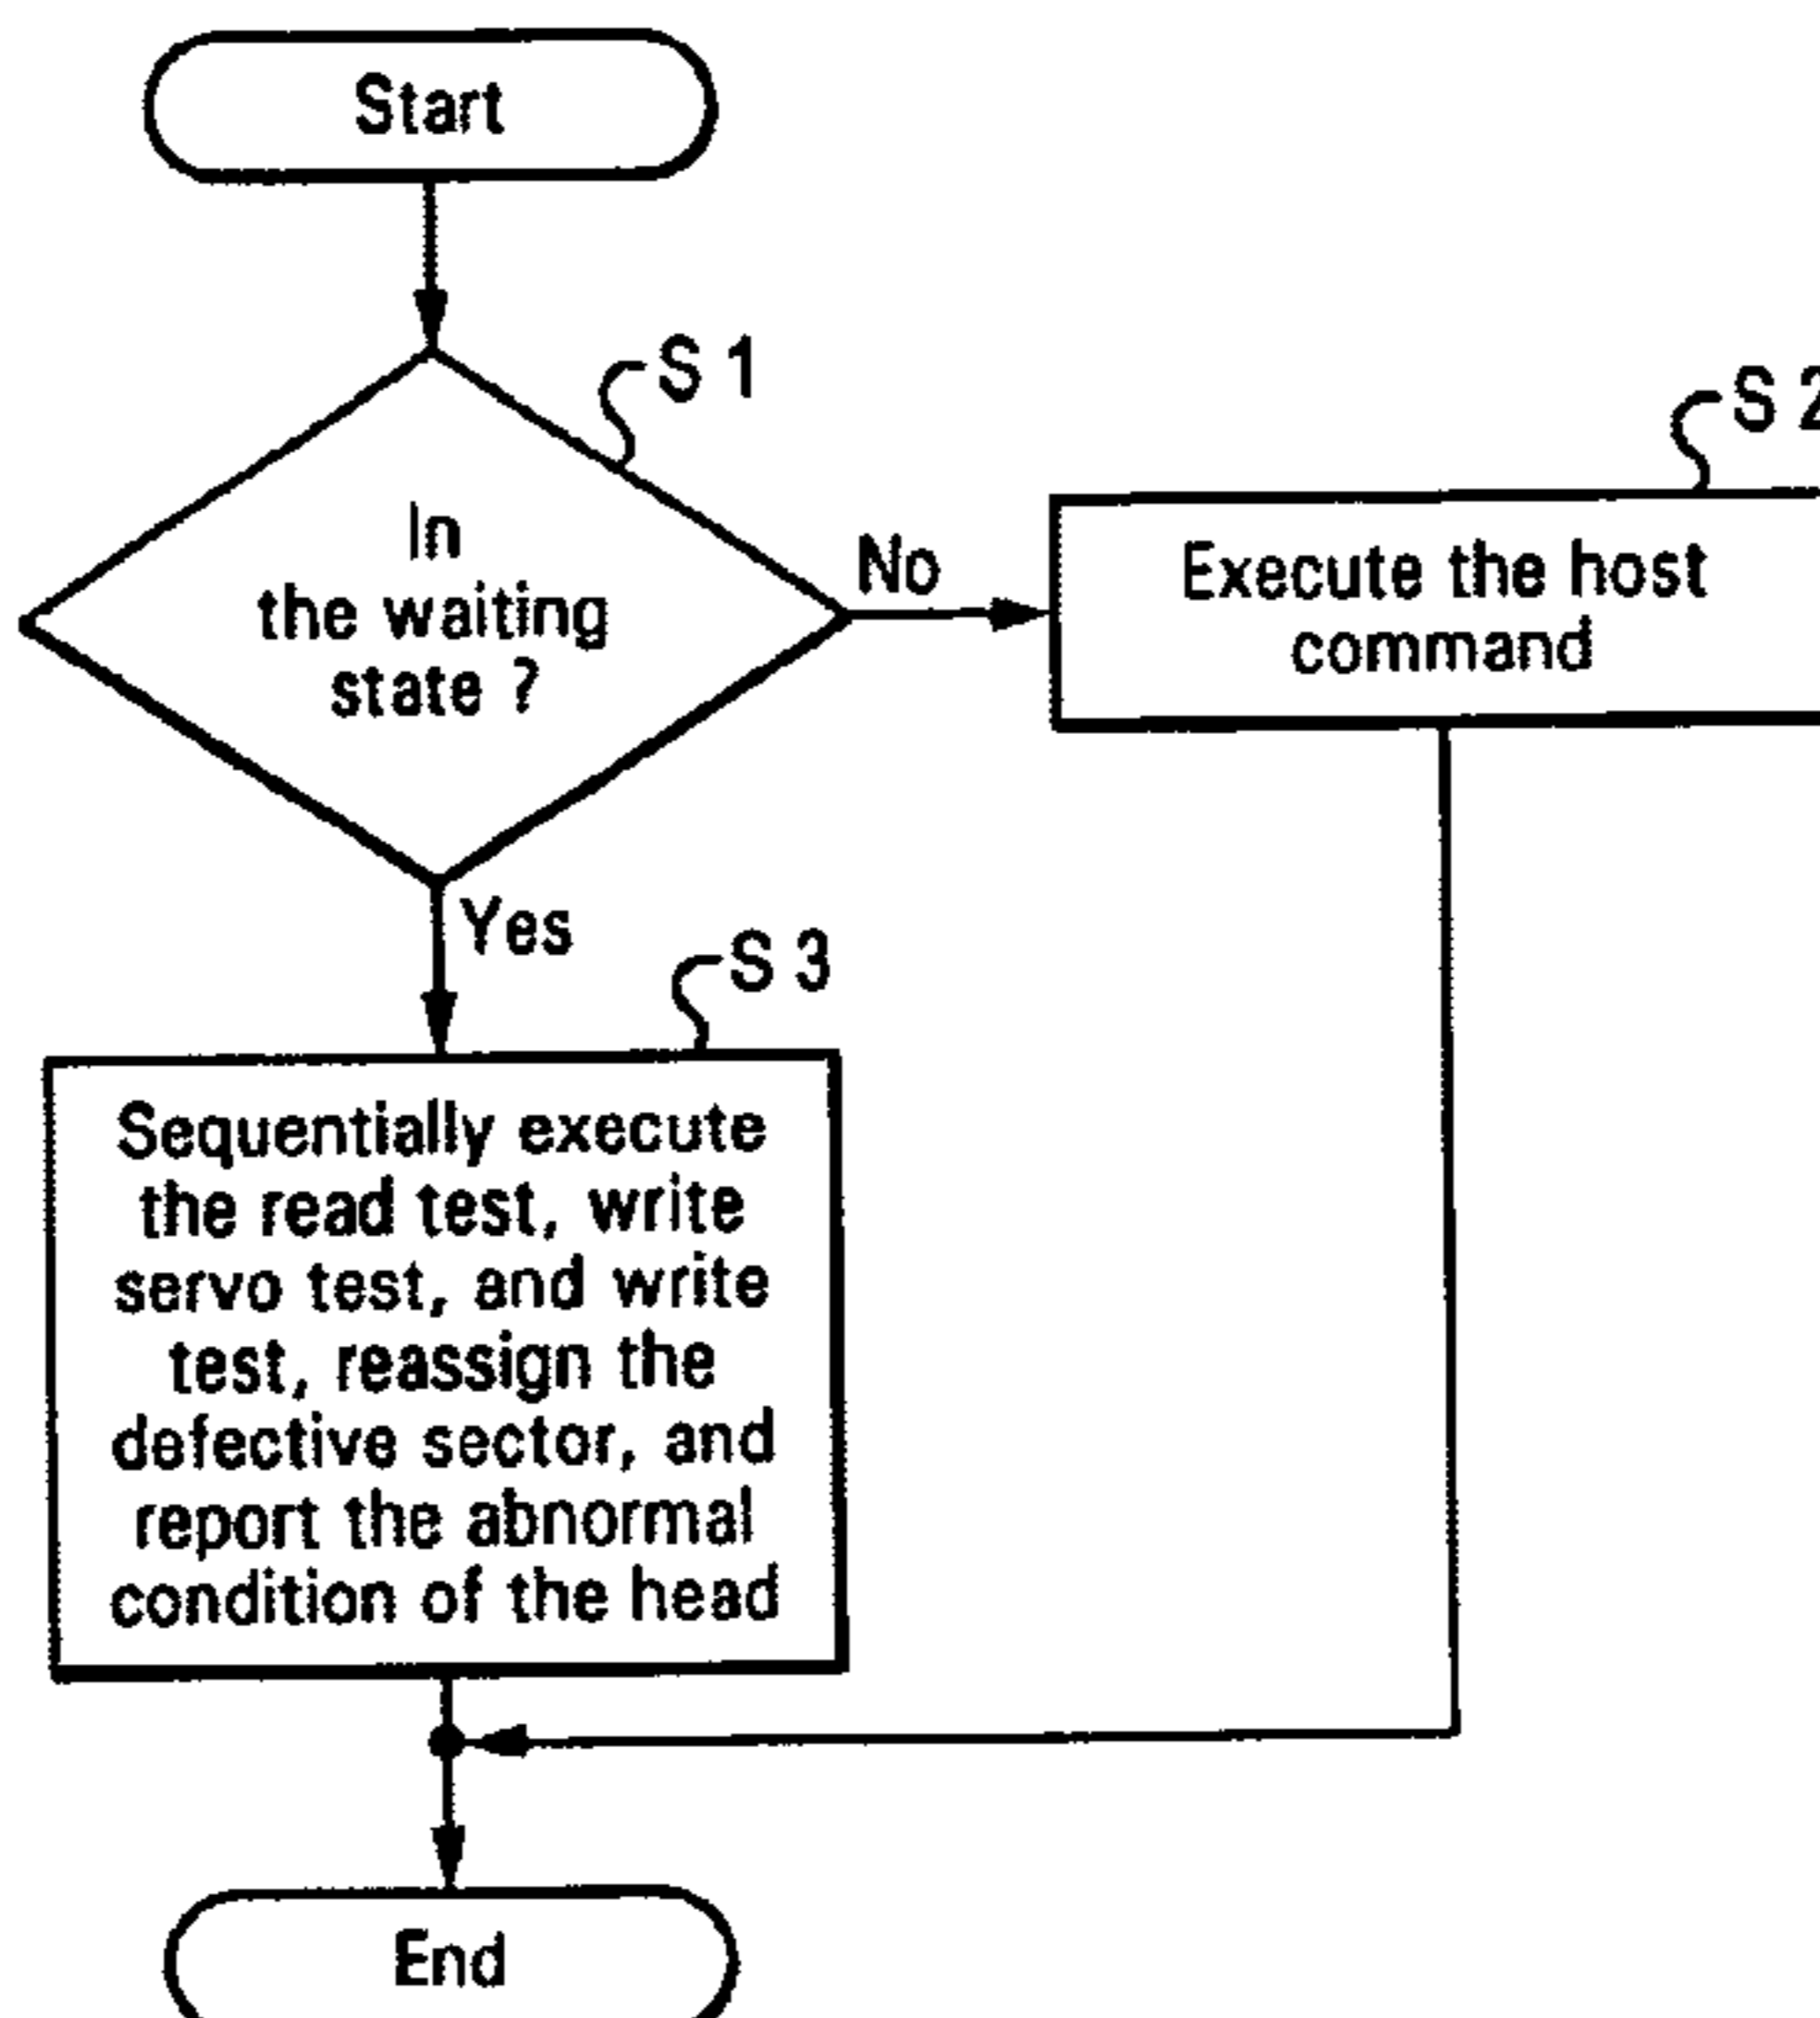 Start
S 1
S 2
In
the waiting
state ?
No
Execute the host
command
Yes
S 3
Sequentially execute
the read test, write
servo test, and write
test, reassign the
defective sector, and
report the abnormal
condition of the head
End